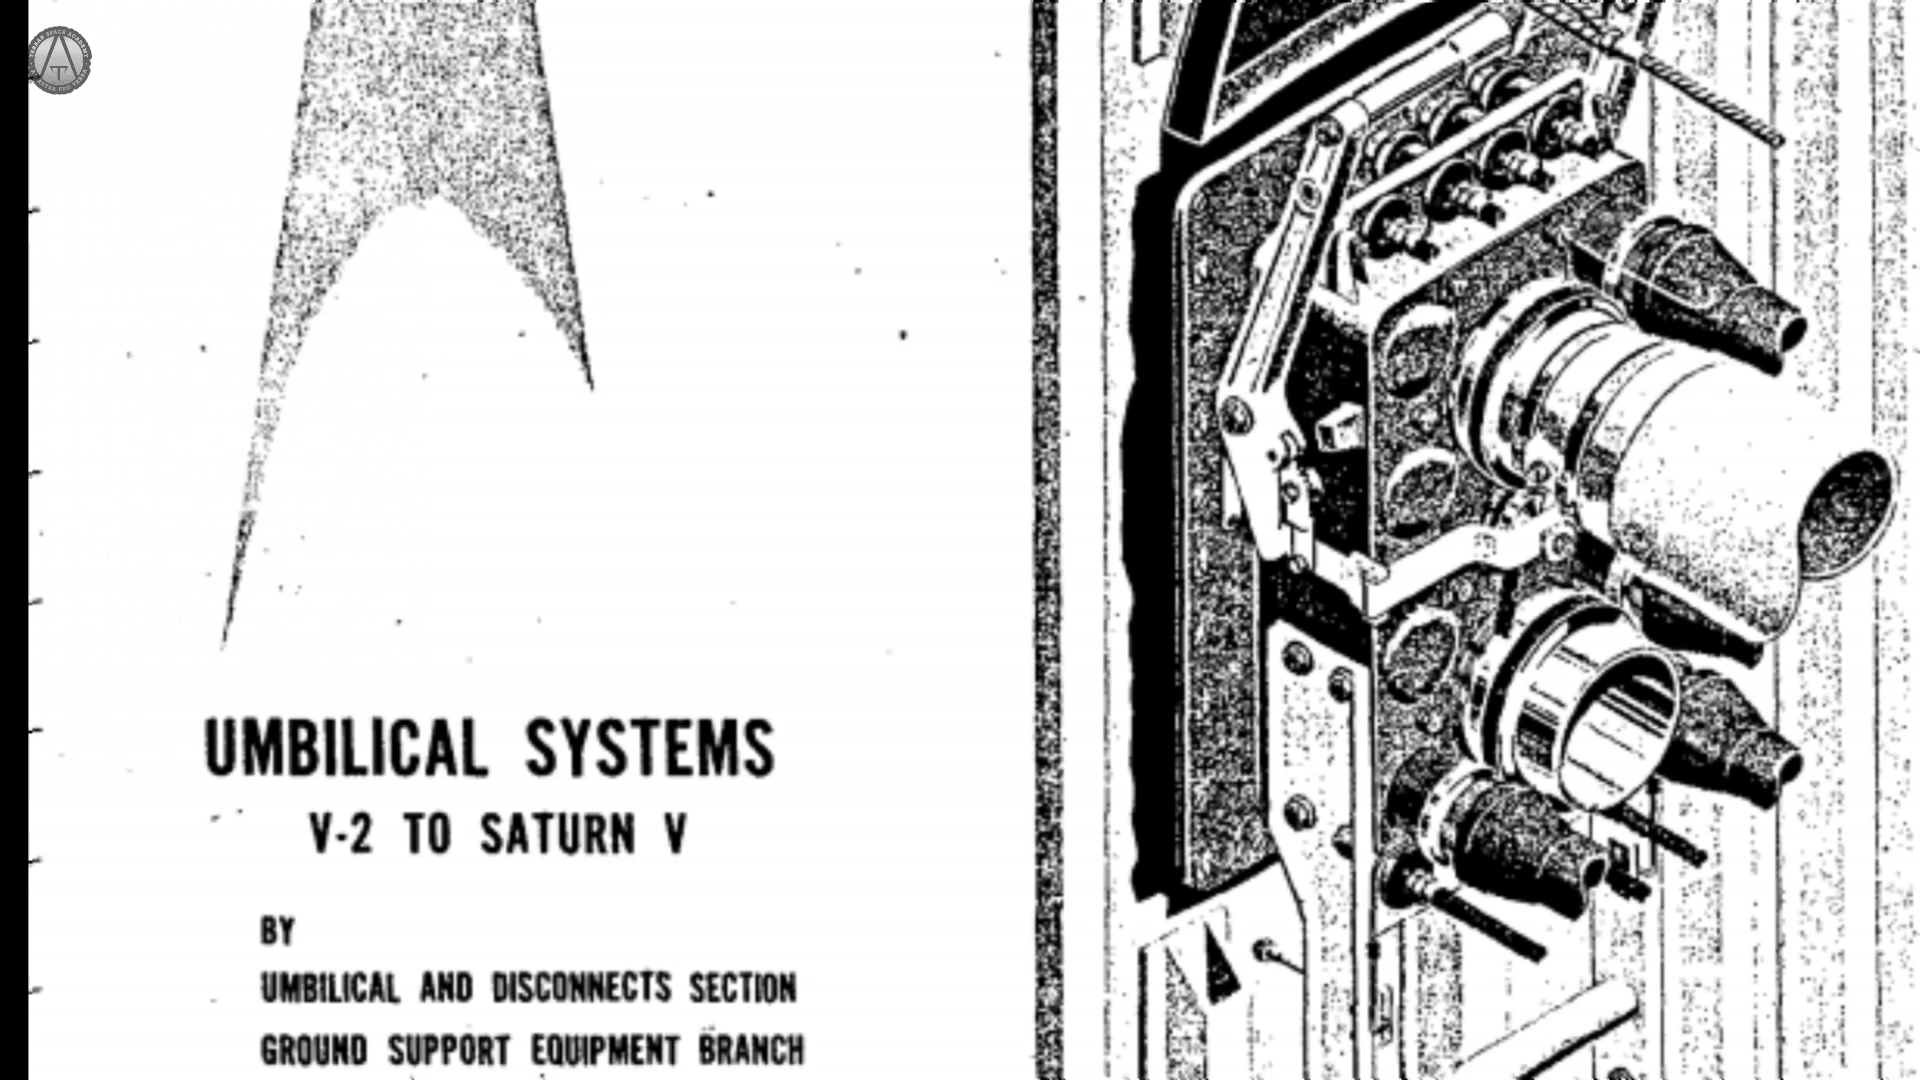 UMBILICAL SYSTEMS
V-2 TO SATURN V
BY
UMBILICAL AND DISCONNECTS SECTION
GROUND SUPPORT EQUIPMENT BRANCH